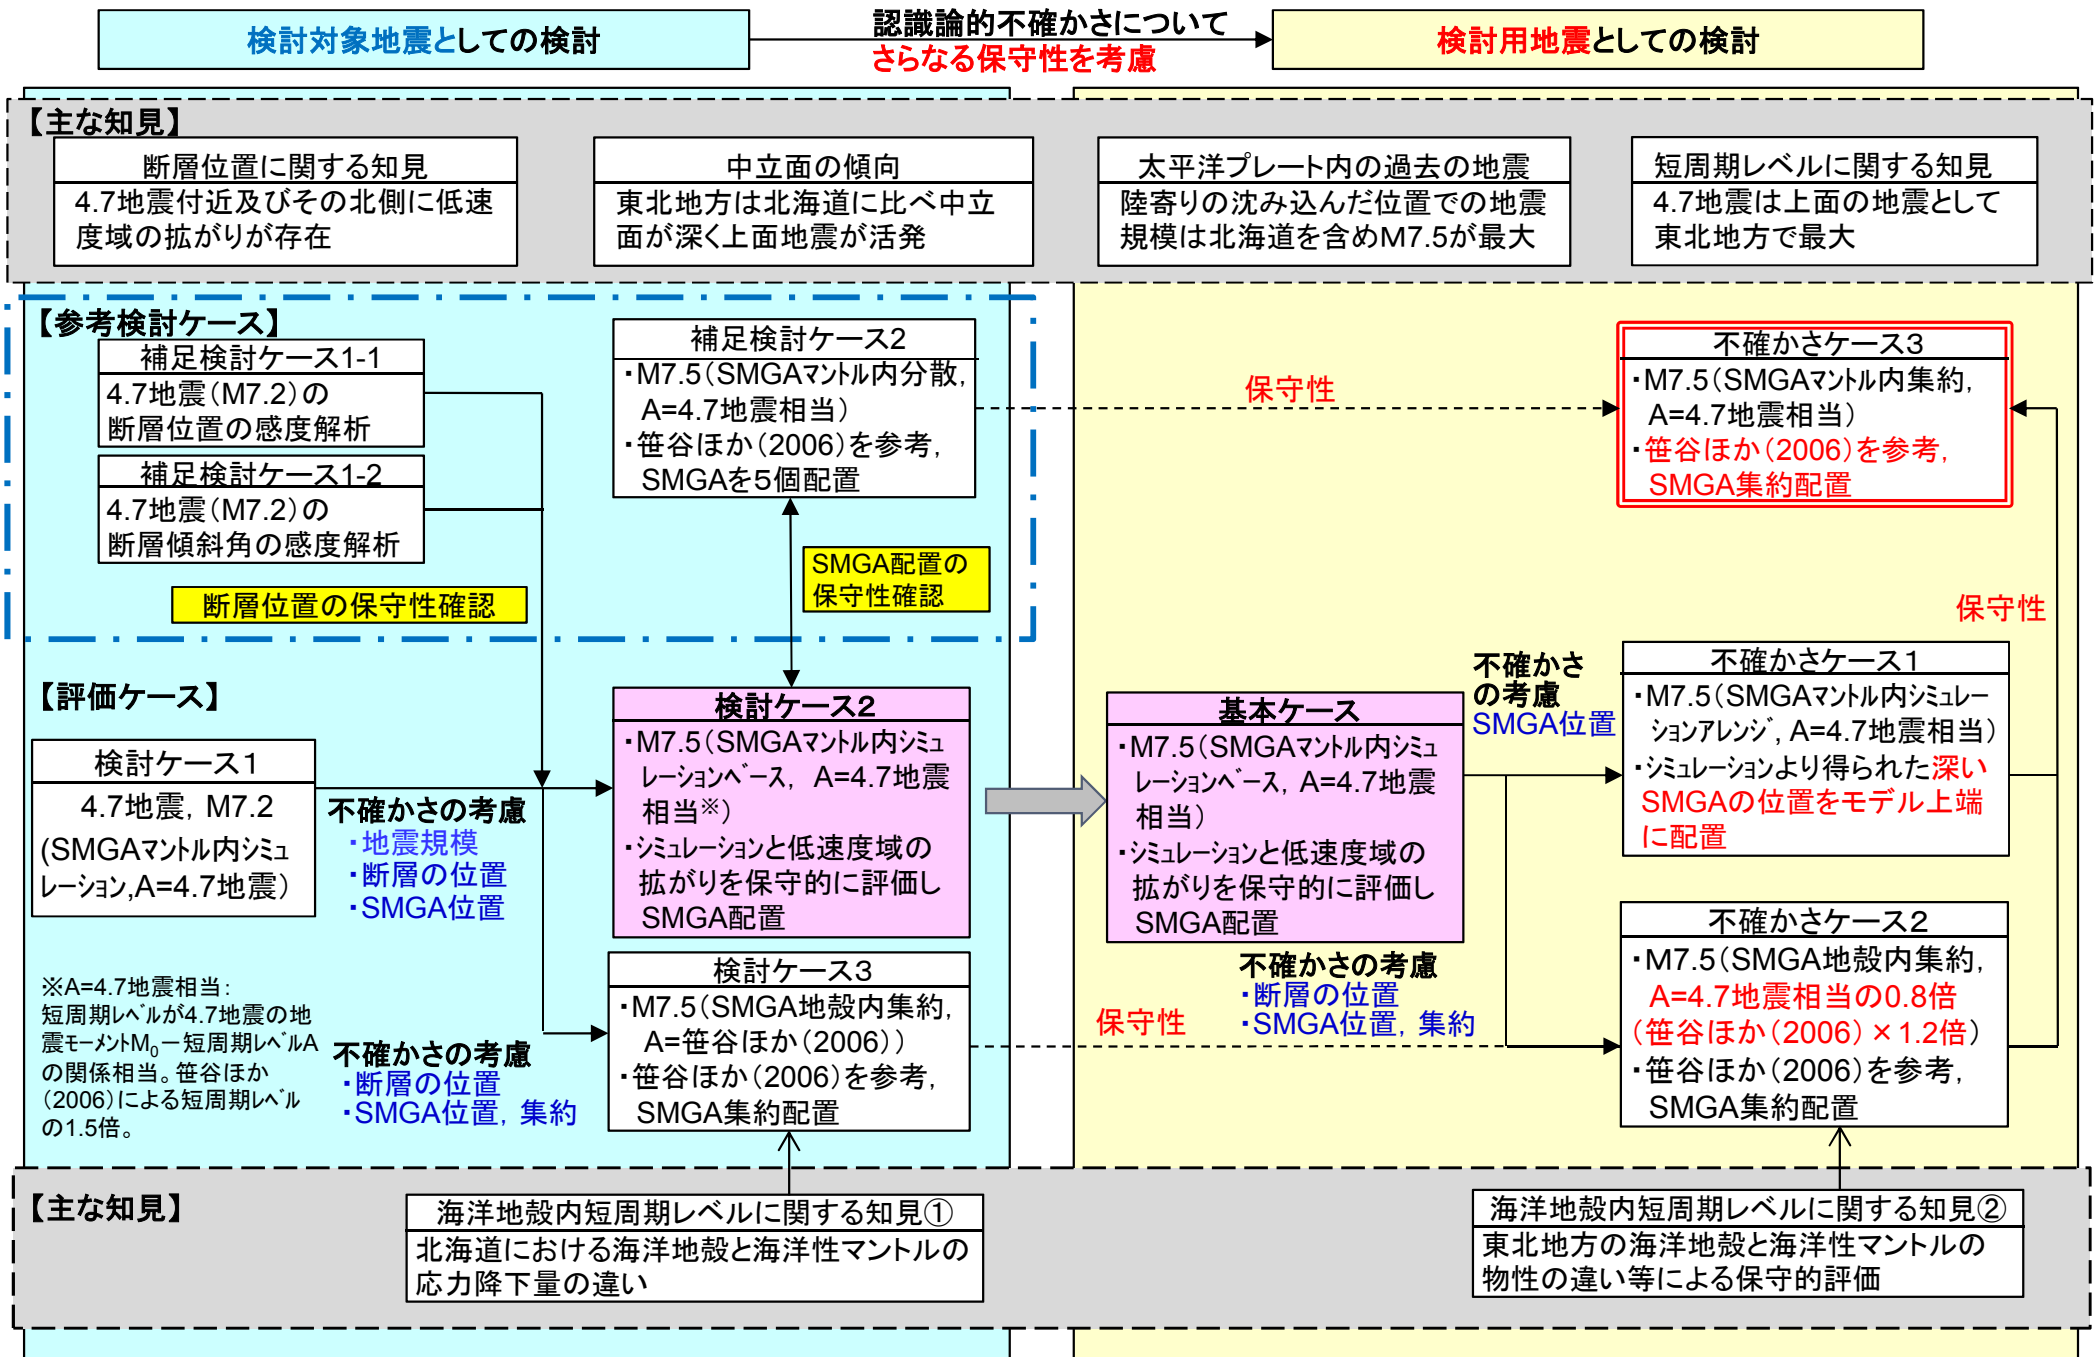 検討対象地震としての検討
認識論的不確かさについて
さらなる保守性を考慮
検討用地震としての検討
【主な知見】
断層位置に関する知見
4.7地震付近及びその北側に低速
度域の拡がりが存在
中立面の傾向
東北地方は北海道に比べ中立
面が深く上面地震が活発
太平洋プレート内の過去の地震
陸寄りの沈み込んだ位置での地震
規模は北海道を含めM7.5が最大
短周期レベルに関する知見
4.7地震は上面の地震として
東北地方で最大
【参考検討ケース】
補足検討ケース1-1
4.7地震（M7.2）の
断層位置の感度解析
補足検討ケース1-2
4.7地震（M7.2）の
断層傾斜角の感度解析
断層位置の保守性確認
補足検討ケース2
・M7.5（SMGAﾏﾝﾄﾙ内分散,
A=4.7地震相当）
・笹谷ほか（2006）を参考,
SMGAを5個配置
SMGA配置の
保守性確認
保守性
不確かさケース3
・M7.5（SMGAﾏﾝﾄﾙ内集約,
A=4.7地震相当）
・笹谷ほか（2006）を参考,
SMGA集約配置
保守性
【評価ケース】
検討ケース1
4.7地震, M7.2
(SMGAﾏﾝﾄﾙ内ｼﾐｭ
ﾚｰｼｮﾝ,A=4.7地震）
不確かさの考慮
・地震規模
・断層の位置
・SMGA位置
検討ケース2
・M7.5（SMGAﾏﾝﾄﾙ内ｼﾐｭ
ﾚｰｼｮﾝﾍﾞｰｽ, A=4.7地震
相当※）
・ｼﾐｭﾚｰｼｮﾝと低速度域の
拡がりを保守的に評価し
SMGA配置
基本ケース
・M7.5（SMGAﾏﾝﾄﾙ内ｼﾐｭ
ﾚｰｼｮﾝﾍﾞｰｽ, A=4.7地震
相当）
・ｼﾐｭﾚｰｼｮﾝと低速度域の
拡がりを保守的に評価し
SMGA配置
不確かさ
の考慮
SMGA位置
不確かさケース1
・M7.5（SMGAﾏﾝﾄﾙ内ｼﾐｭﾚｰ
ｼｮﾝｱﾚﾝｼﾞ, A=4.7地震相当）
・ｼﾐｭﾚｰｼｮﾝより得られた深い
SMGAの位置をモデル上端
に配置
※A=4.7地震相当：
短周期ﾚﾍﾞﾙが4.7地震の地
震ﾓｰﾒﾝﾄM₀－短周期ﾚﾍﾞﾙA
の関係相当。笹谷ほか
（2006）による短周期ﾚﾍﾞﾙ
の1.5倍。
不確かさの考慮
・断層の位置
・SMGA位置, 集約
検討ケース3
・M7.5（SMGA地殻内集約,
A=笹谷ほか（2006））
・笹谷ほか（2006）を参考,
SMGA集約配置
保守性
不確かさの考慮
・断層の位置
・SMGA位置, 集約
不確かさケース2
・M7.5（SMGA地殻内集約,
A=4.7地震相当の0.8倍
（笹谷ほか（2006）×1.2倍）
・笹谷ほか（2006）を参考,
SMGA集約配置
【主な知見】
海洋地殻内短周期レベルに関する知見①
北海道における海洋地殻と海洋性マントルの
応力降下量の違い
海洋地殻内短周期レベルに関する知見②
東北地方の海洋地殻と海洋性マントルの
物性の違い等による保守的評価